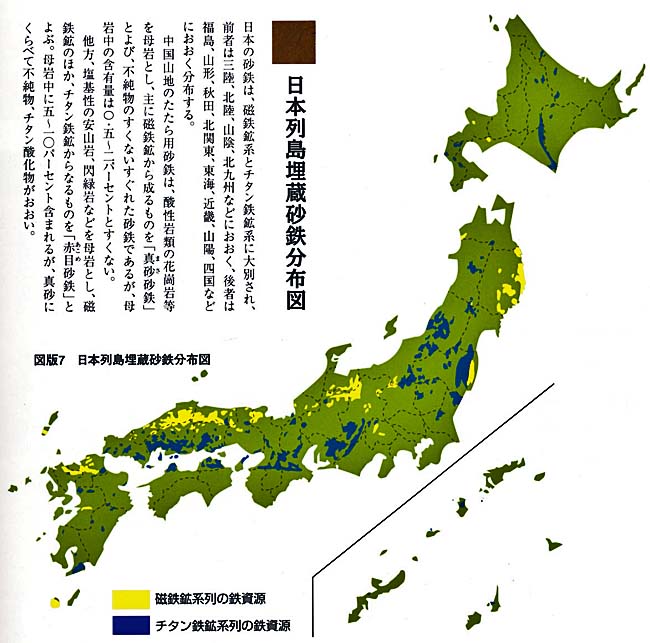 日本列島埋蔵砂鉄分布図
日本の砂鉄は、磁鉄鉱系とチタン鉄鉱系に大別され、
前者は三陸、北陸、山陰、北九州などにおおく、後者は
福島、山形、秋田、北関東、東海、近畿、山陽、四国など
におおく分布する。
中国山地のたたら用砂鉄は、酸性岩類の花崗岩等
を母岩とし、主に磁鉄鉱から成るものを「真砂砂鉄」
まさ
とよび、不純物のすくないすぐれた砂鉄であるが、母
岩中の含有量は〇・五〜二パーセントとすくない。
他方、塩基性の安山岩、閃緑岩などを母岩とし、磁
鉄鉱のほか、チタン鉄鉱からなるものを「赤目砂鉄」と
あこめ
よぶ。母岩中に五〜一〇パーセント含まれるが、真砂に
くらべて不純物、チタン酸化物がおおい。
図版7 日本列島埋蔵砂鉄分布図
磁鉄鉱系列の鉄資源
チタン鉄鉱系列の鉄資源